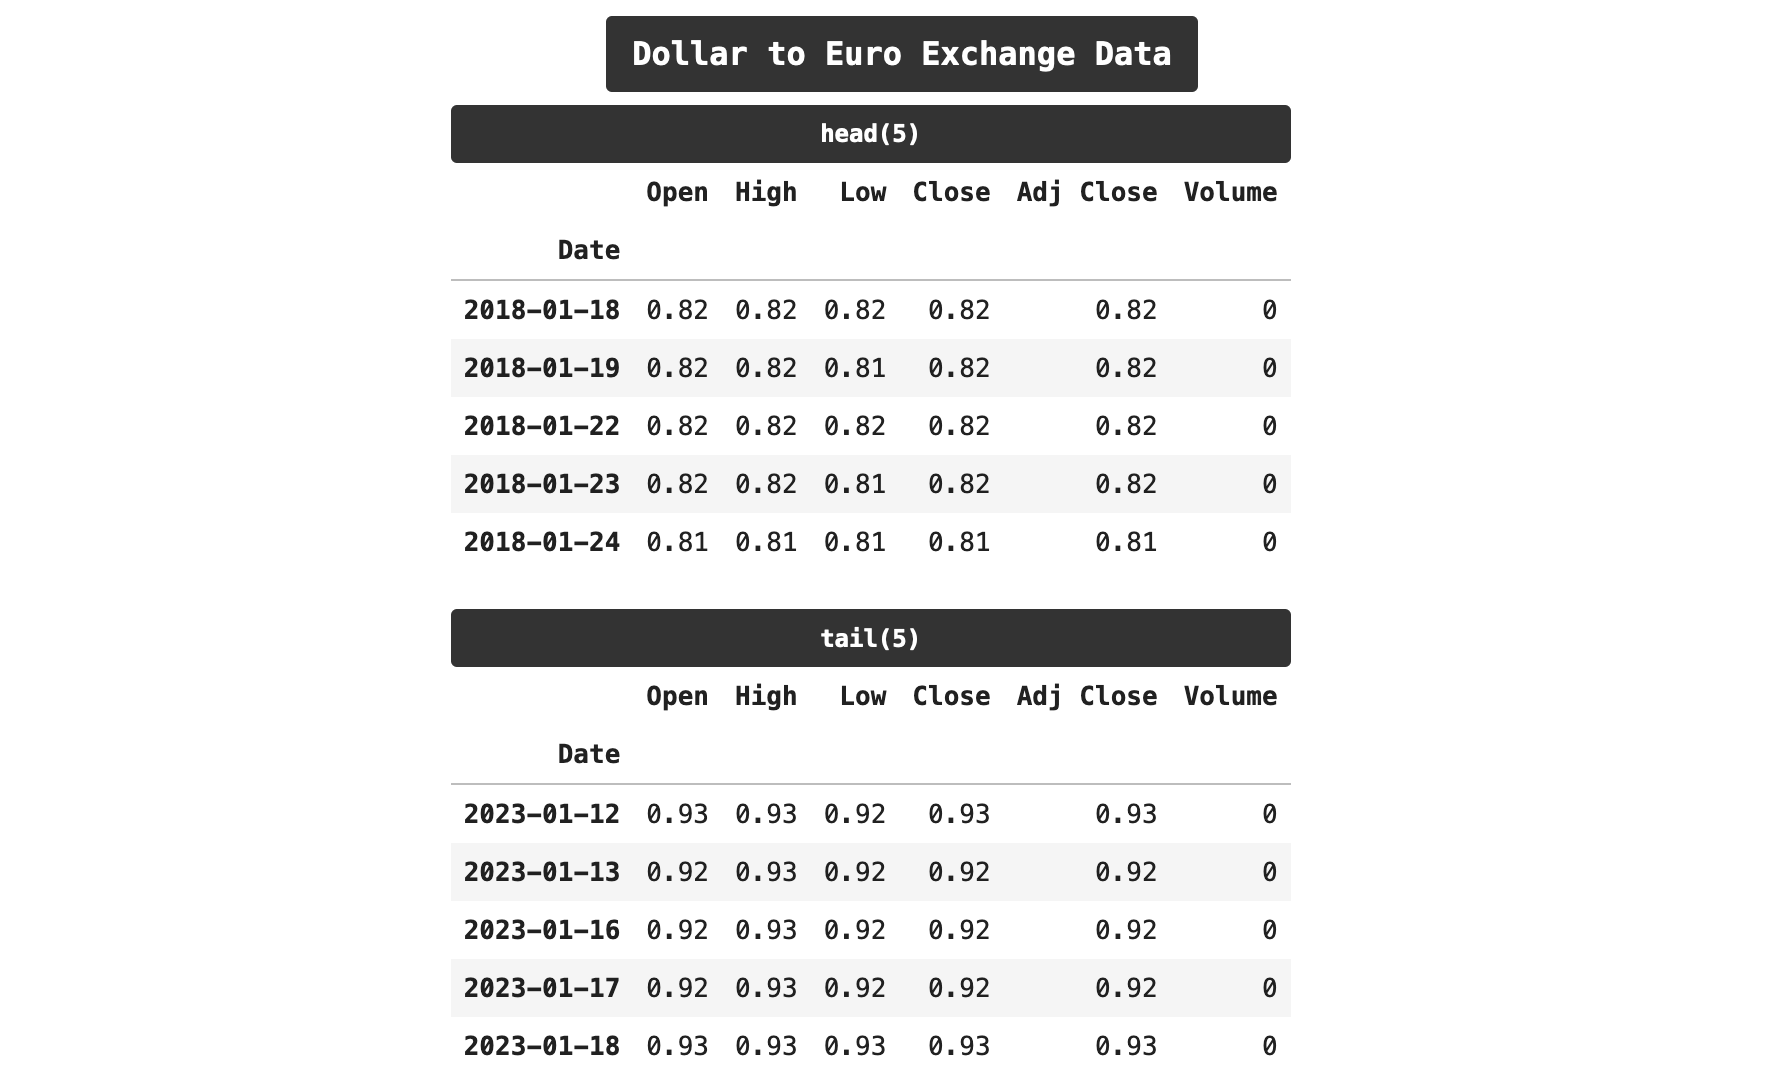 Dollar to Euro Exchange Data
head(5)
Open High Low Close Adj Close Volume
Date
2018-01-18 0.82 0.82 0.82 0.82 0.82 0
2018-01-19 0.82 0.82 0.81 0.82 0.82 0
2018-01-22 0.82 0.82 0.82 0.82 0.82 0
2018-01-23 0.82 0.82 0.81 0.82 0.82 0
2018-01-24 0.81 0.81 0.81 0.81 0.81 0
tail(5)
Open High Low Close Adj Close Volume
Date
2023-01-12 0.93 0.93 0.92 0.93 0.93 0
2023-01-13 0.92 0.93 0.92 0.92 0.92 0
2023-01-16 0.92 0.93 0.92 0.92 0.92 0
2023-01-17 0.92 0.93 0.92 0.92 0.92 0
2023-01-18 0.93 0.93 0.93 0.93 0.93 0